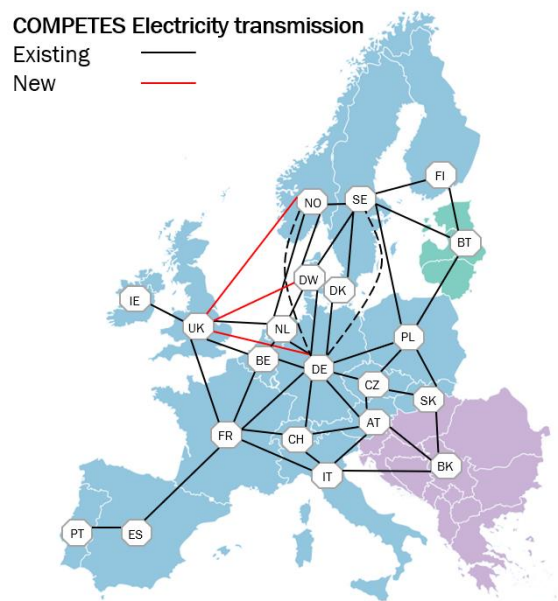 COMPETES Electricity transmission
Existing
New
FI
NO
SE
BT
DW
DK
IE
UK
NL
PL
BE
DE
CZ
SK
AT
FR
CH
BK
IT
PT
ES